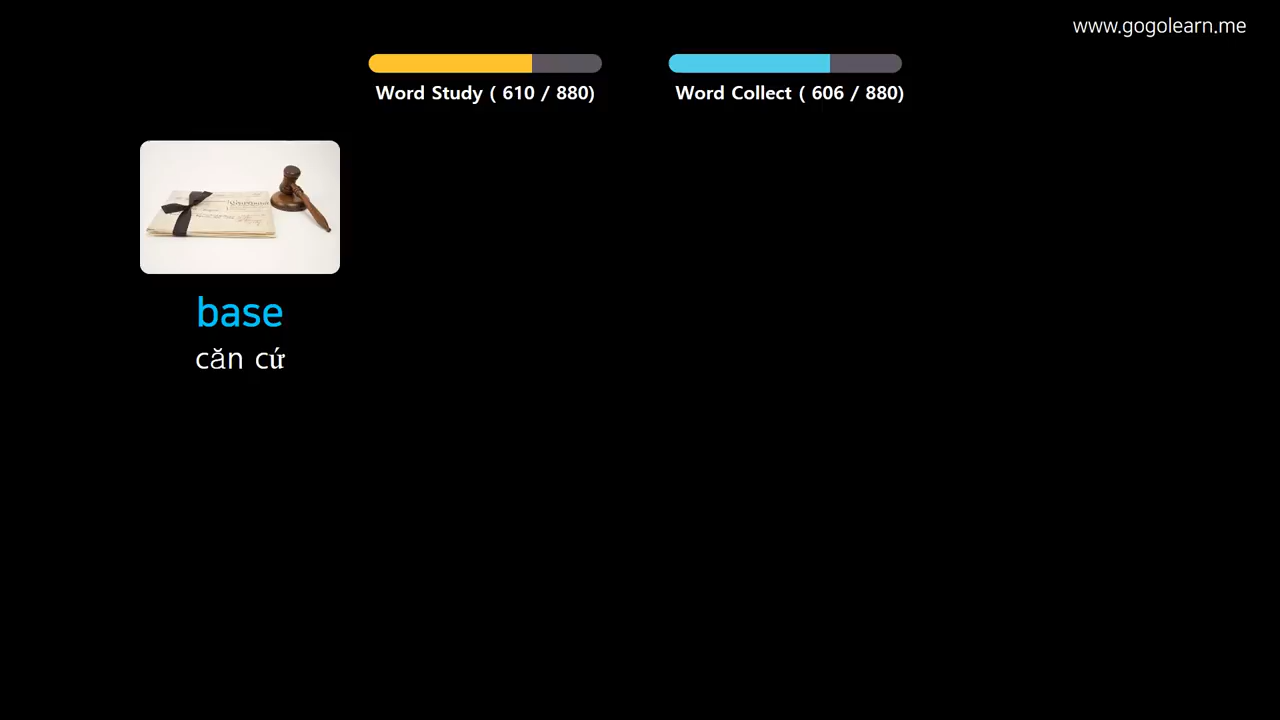 www.gogolearn.me
Word Study ( 610 / 880)
Word Collect ( 606 / 880)
base
căn cứ